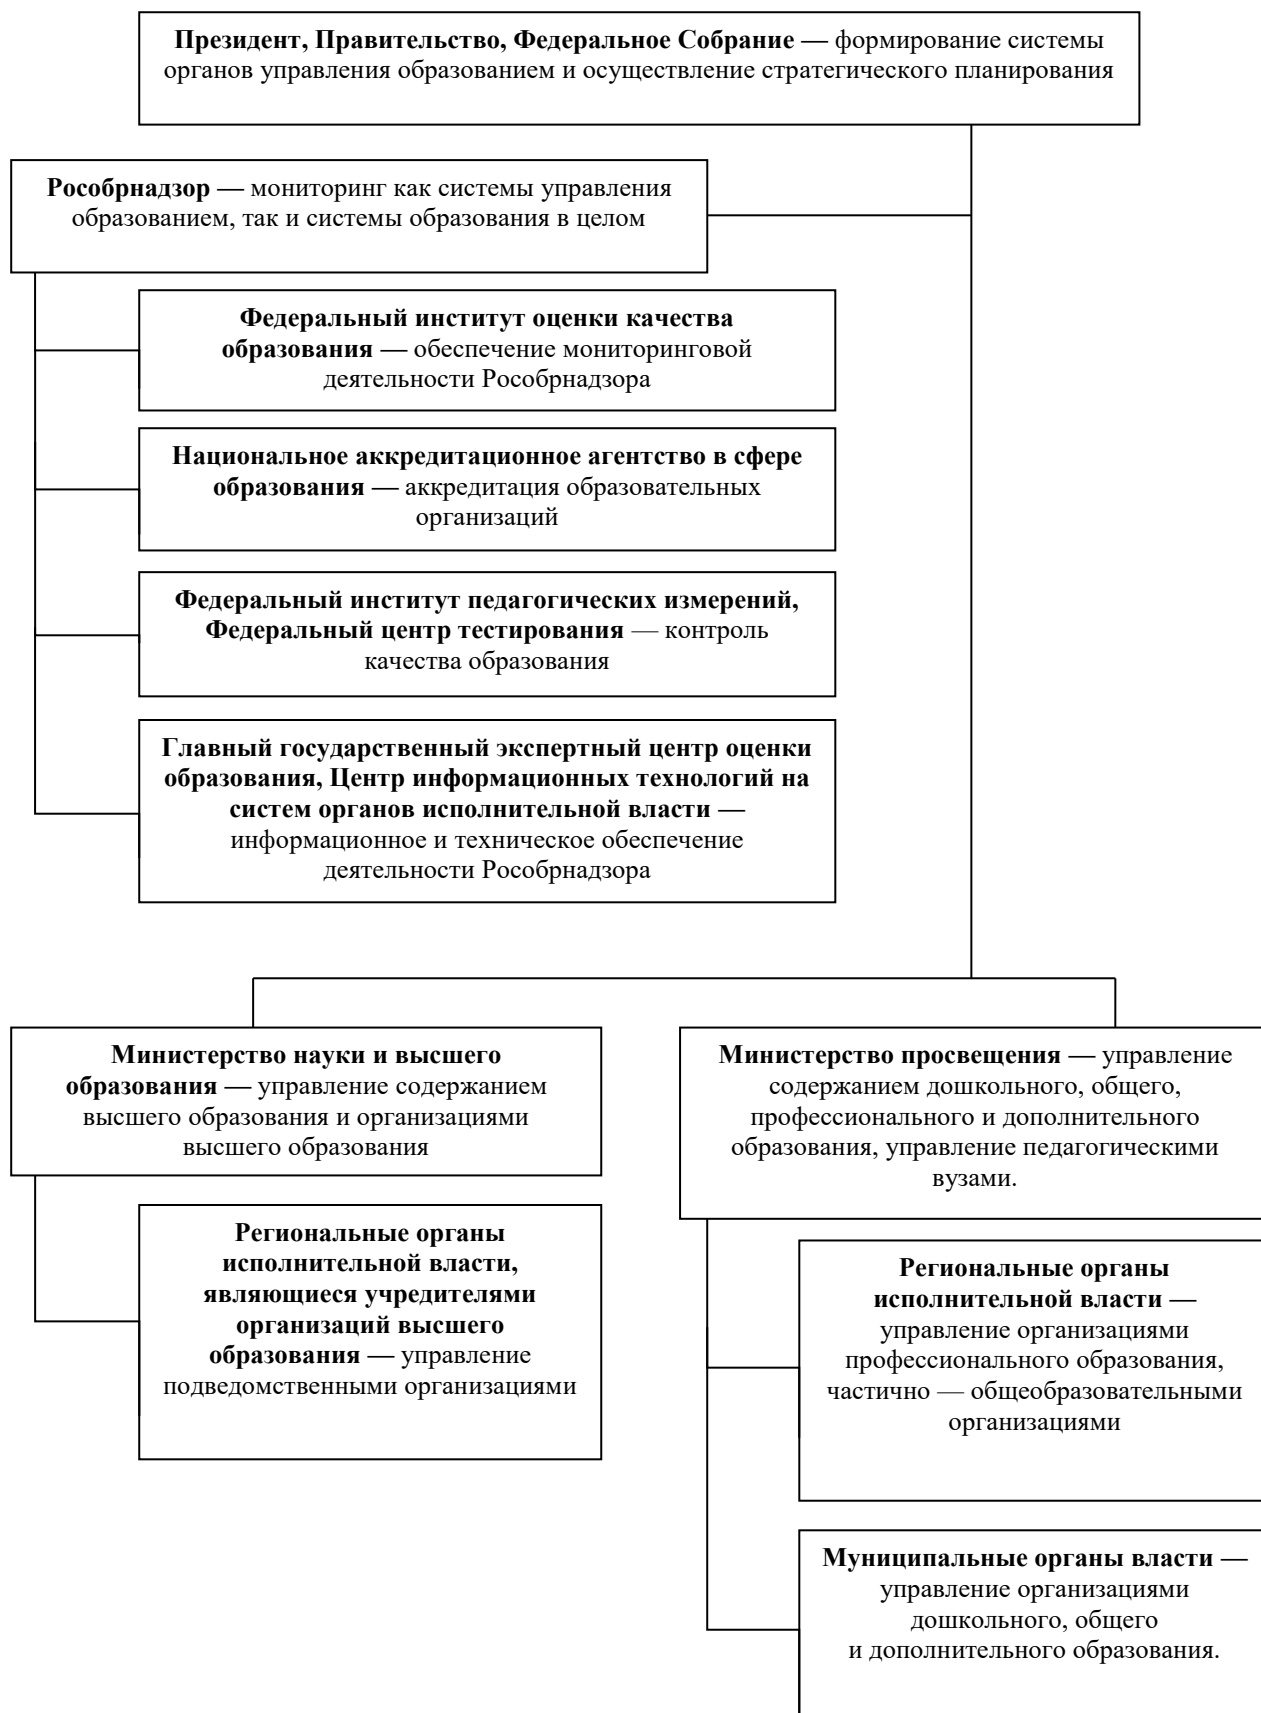 Президент, Правительство, Федеральное Собрание — формирование системы
органов управления образованием и осуществление стратегического планирования
Рособрнадзор — мониторинг как системы управления
образованием, так и системы образования в целом
Федеральный институт оценки качества
образования — обеспечение мониторинговой
деятельности Рособрнадзора
Национальное аккредитационное агентство в сфере
образования — аккредитация образовательных
организаций
Федеральный институт педагогических измерений,
Федеральный центр тестирования — контроль
качества образования
Главный государственный экспертный центр оценки
образования, Центр информационных технологий на
систем органов исполнительной власти —
информационное и техническое обеспечение
деятельности Рособрнадзора
Министерство науки и высшего
образования — управление содержанием
высшего образования и организациями
высшего образования
Региональные органы
исполнительной власти,
являющиеся учредителями
организаций высшего
образования — управление
подведомственными организациями
Министерство просвещения — управление
содержанием дошкольного, общего,
профессионального и дополнительного
образования, управление педагогическими
вузами.
Региональные органы
исполнительной власти —
управление организациями
профессионального образования,
частично — общеобразовательными
организациями
Муниципальные органы власти —
управление организациями
дошкольного, общего
и дополнительного образования.